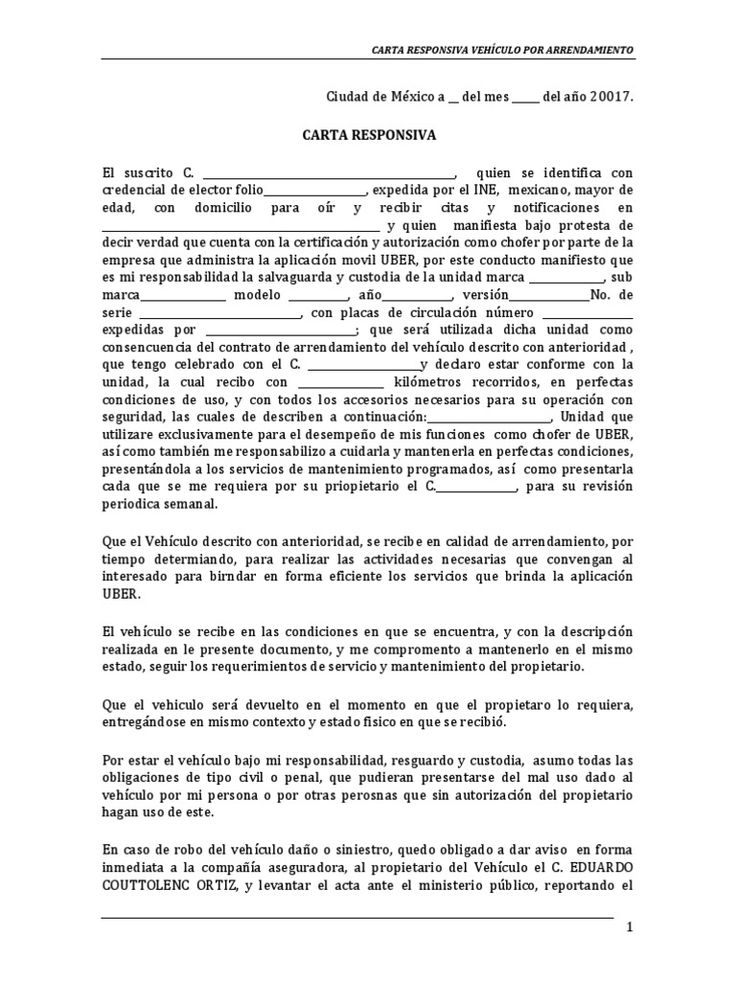 CARTA RESPONSIVA VEHÍCULO POR ARRENDAMIENTO
Ciudad de México a __ del mes _____ del año 20017.
CARTA RESPONSIVA
El suscrito C. ______________________________________________, quien se identifica con
credencial de elector folio___________________, expedida por el INE, mexicano, mayor de
edad, con domicilio para oír y recibir citas y notificaciones en
___________________________________________________ y quien manifiesta bajo protesta de
decir verdad que cuenta con la certificación y autorización como chofer por parte de la
empresa que administra la aplicación movil UBER, por este conducto manifiesto que
es mi responsabilidad la salvaguarda y custodia de la unidad marca ______________, sub
marca________________ modelo ___________, año_____________, versión_______________No. de
serie ______________________________, con placas de circulación número _________________
expedidas por ____________________________; que será utilizada dicha unidad como
consencuencia del contrato de arrendamiento del vehículo descrito con anterioridad ,
que tengo celebrado con el C. _____________________y declaro estar conforme con la
unidad, la cual recibo con ________________ kilómetros recorridos, en perfectas
condiciones de uso, y con todos los accesorios necesarios para su operación con
seguridad, las cuales de describen a continuación:_______________________, Unidad que
utilizare exclusivamente para el desempeño de mis funciones como chofer de UBER,
así como también me responsabilizo a cuidarla y mantenerla en perfectas condiciones,
presentándola a los servicios de mantenimiento programados, así como presentarla
cada que se me requiera por su priopietario el C._______________, para su revisión
periodica semanal.
Que el Vehículo descrito con anterioridad, se recibe en calidad de arrendamiento, por
tiempo determiando, para realizar las actividades necesarias que convengan al
interesado para birndar en forma eficiente los servicios que brinda la aplicación
UBER.
El vehículo se recibe en las condiciones en que se encuentra, y con la descripción
realizada en le presente documento, y me compromento a mantenerlo en el mismo
estado, seguir los requerimientos de servicio y mantenimiento del propietario.
Que el vehiculo será devuelto en el momento en que el propietaro lo requiera,
entregándose en mismo contexto y estado fisico en que se recibió.
Por estar el vehículo bajo mi responsabilidad, resguardo y custodia, asumo todas las
obligaciones de tipo civil o penal, que pudieran presentarse del mal uso dado al
vehículo por mi persona o por otras perosnas que sin autorización del propietario
hagan uso de este.
En caso de robo del vehículo daño o siniestro, quedo obligado a dar aviso en forma
inmediata a la compañía aseguradora, al propietario del Vehículo el C. EDUARDO
COUTTOLENC ORTIZ, y levantar el acta ante el ministerio público, reportando el
1